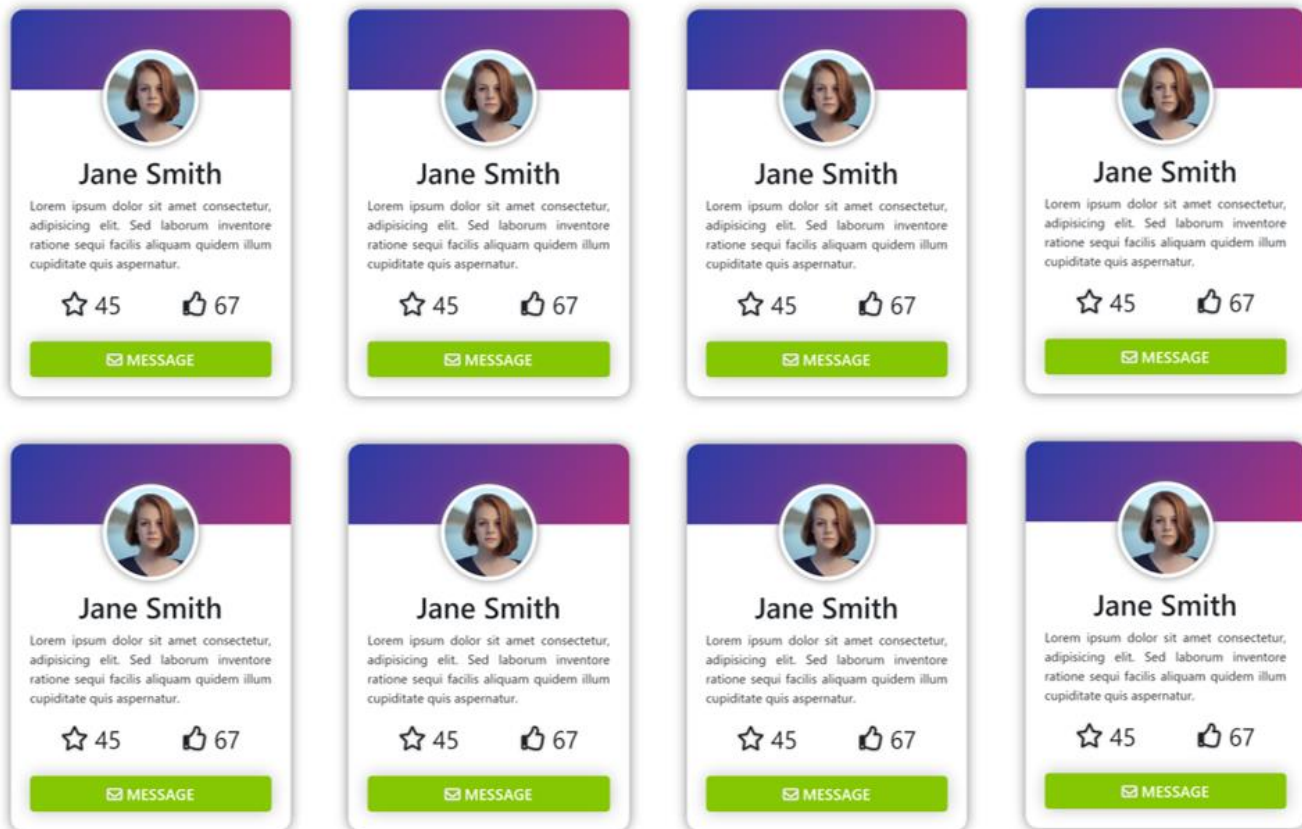 Jane Smith
Lorem ipsum dolor sit amet consectetur,
adipisicing elit. Sed laborum inventore
ratione sequi facilis aliquam quidem illum
cupiditate quis aspernatur.
45 67
MESSAGE
Jane Smith
Lorem ipsum dolor sit amet consectetur,
adipisicing elit. Sed laborum inventore
ratione sequi facilis aliquam quidem illum
cupiditate quis aspernatur.
45 67
MESSAGE
Jane Smith
Lorem ipsum dolor sit amet consectetur,
adipisicing elit. Sed laborum inventore
ratione sequi facilis aliquam quidem illum
cupiditate quis aspernatur.
45 67
MESSAGE
Jane Smith
Lorem ipsum dolor sit amet consectetur,
adipisicing elit. Sed laborum inventore
ratione sequi facilis aliquam quidem illum
cupiditate quis aspernatur.
45 67
MESSAGE
Jane Smith
Lorem ipsum dolor sit amet consectetur,
adipisicing elit. Sed laborum inventore
ratione sequi facilis aliquam quidem illum
cupiditate quis aspernatur.
45 67
MESSAGE
Jane Smith
Lorem ipsum dolor sit amet consectetur,
adipisicing elit. Sed laborum inventore
ratione sequi facilis aliquam quidem illum
cupiditate quis aspernatur.
45 67
MESSAGE
Jane Smith
Lorem ipsum dolor sit amet consectetur,
adipisicing elit. Sed laborum inventore
ratione sequi facilis aliquam quidem illum
cupiditate quis aspernatur.
45 67
MESSAGE
Jane Smith
Lorem ipsum dolor sit amet consectetur,
adipisicing elit. Sed laborum inventore
ratione sequi facilis aliquam quidem illum
cupiditate quis aspernatur.
45 67
MESSAGE